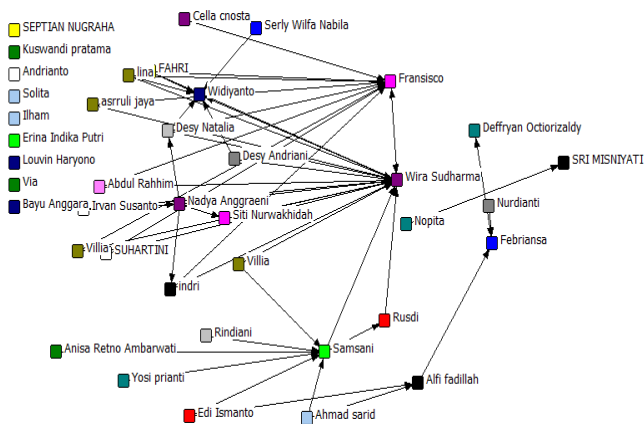 Cella cnosta
SEPTIAN NUGRAHA
Serly Wilfa Nabila
Kuswandi pratama
Andrianto
lina
FAHRI
Fransisco
Solita
Widiyanto
asrruli jaya
Ilham
Desy Natalia
Deffryan Octiorizaldy
Erina Indika Putri
Desy Andriani
SRI MISNIYATI
Louvin Haryono
Wira Sudharma
Via
Abdul Rahhim
Bayu Anggara
Irvan Susanto
Nadya Anggraeni
Nurdianti
Siti Nurwakhidah
Nopita
Febriansa
Villia
SUHARTINI
Villia
indri
Rusdi
Rindiani
Anisa Retno Ambarwati
Samsani
Yosi prianti
Alfi fadillah
Edi Ismanto
Ahmad sarid